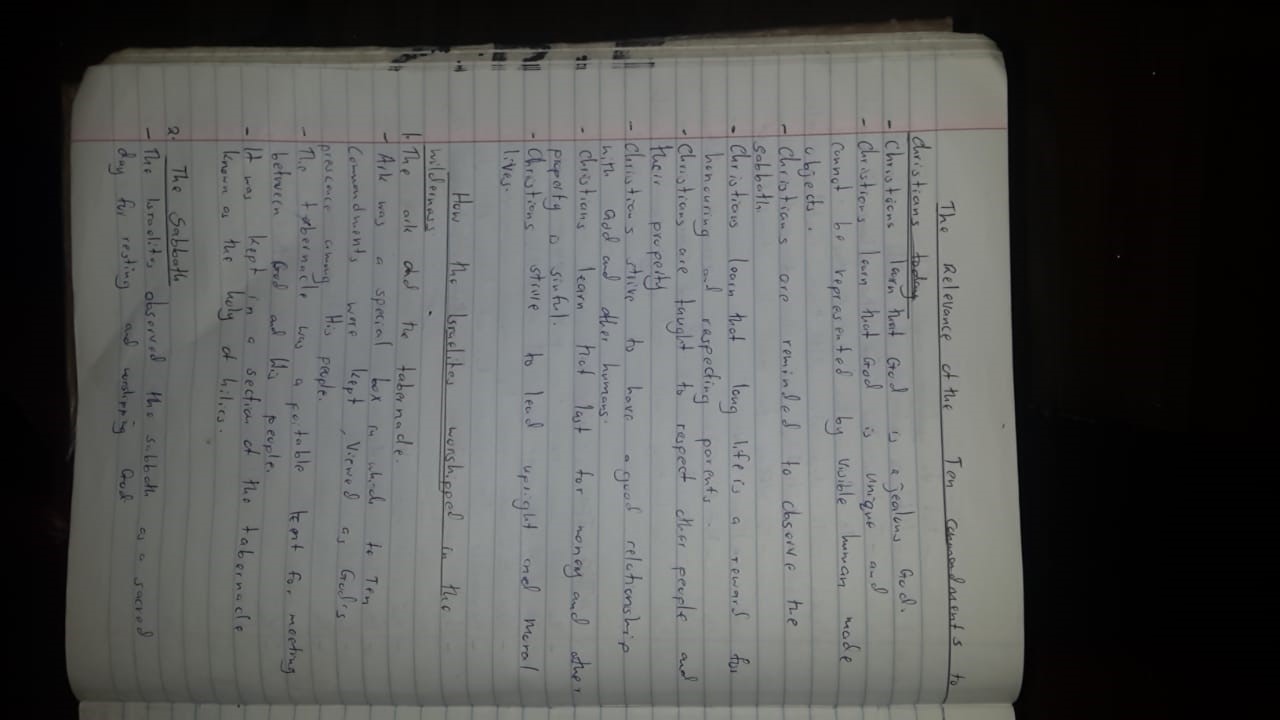 The Relevance of the Ten commandments to
christians today
- Christians learn that God is a jealous God.
- Christians learn that God is unique and
cannot be represented by visible human made
objects.
- Christians are reminded to observe the
Sabbath.
- Christians learn that long life is a reward for
honouring and respecting parents.
- Christians are taught to respect other people and
their property
- Christians strive to have a good relationship
with God and other humans.
- Christians learn that lust for money and other
property is sinful.
- Christians strive to lead upright and moral
lives.
How the Israelites worshipped in the
wilderness
1. The ark and the tabernacle.
- Ark was a special box in which to Ten
Commandments were kept, viewed as God's
presence among His people.
- The tabernacle was a portable tent for meeting
between God and His people.
- It was kept in a section of the tabernacle
known as the holy of hilies.
2. The Sabbath
- The Israelites observed the sabbath as a sacred
day for resting and worshipping God.